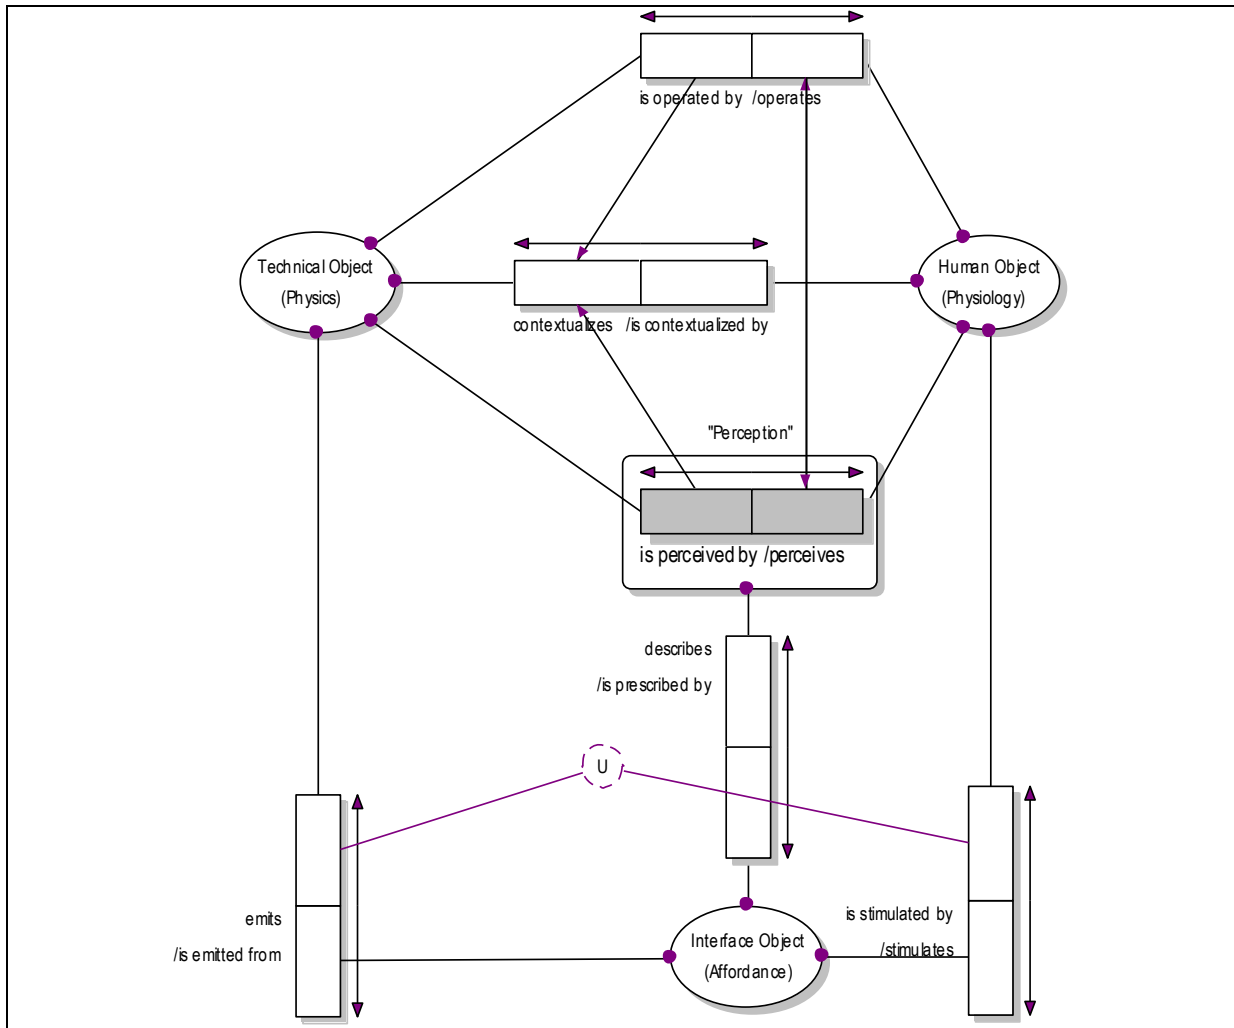 is operated by /operates
Technical Object
(Physics)
Human Object
(Physiology)
contextualizes /is contextualized by
"Perception"
is perceived by /perceives
describes
/is prescribed by
U
emits
/is emitted from
Interface Object
(Affordance)
is stimulated by
/stimulates